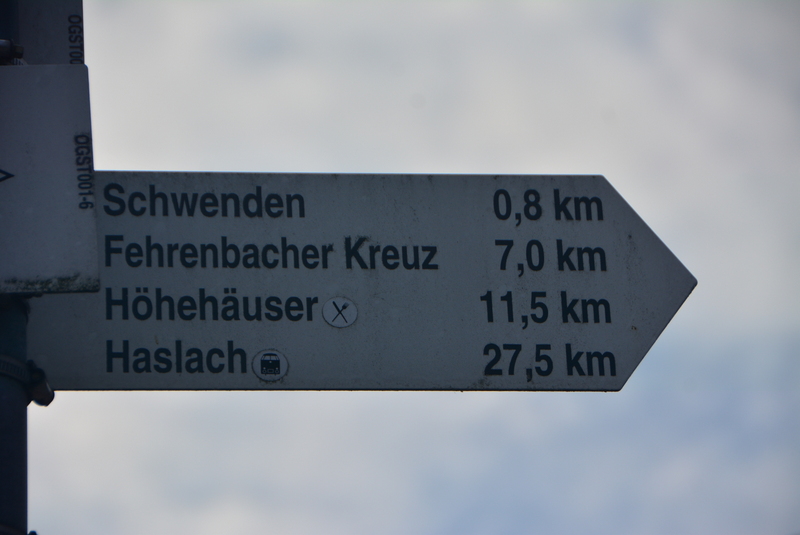 OGST00
OGST001-6
Schwenden 0,8 km
Fehrenbacher Kreuz 7,0 km
Höhehäuser 11,5 km
Haslach 27,5 km